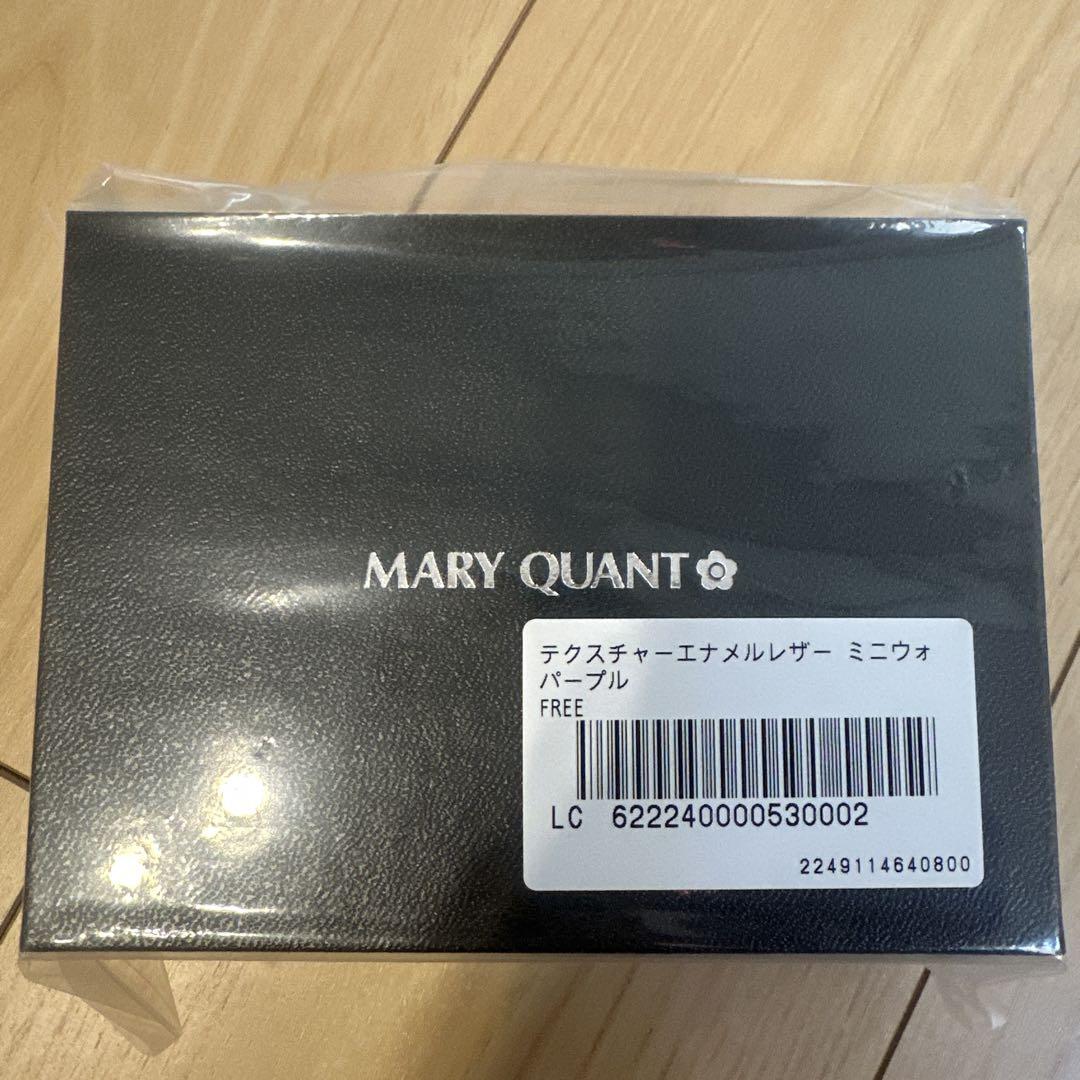 MARY QUANT
テクスチャーエナメルレザー ミニウォ
パープル
FREE
LC 622240000530002
2249114640800